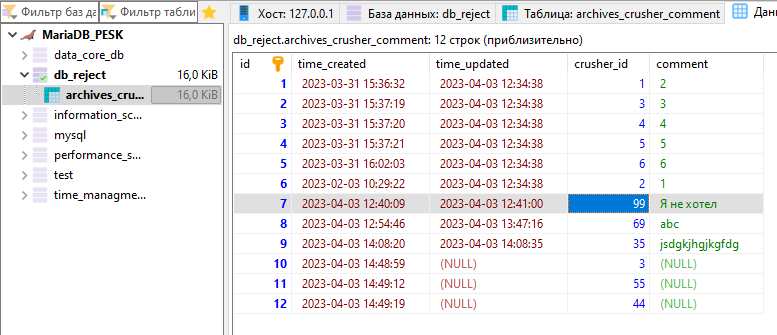 Фильтр баз да Фильтр табли Хост: 127.0.0.1 База данных: db_reject Таблица: archives_crusher_comment Данн
MariaDB_PESK
data_core_db
db_reject 16,0 KiB
archives_cru... 16,0 KiB
information_sc...
mysql
performance_s...
test
time_managme...
db_reject.archives_crusher_comment: 12 строк (приблизительно)
id time_created time_updated crusher_id comment
1 2023-03-31 15:36:32 2023-04-03 12:34:38 1 2
2 2023-03-31 15:37:19 2023-04-03 12:34:38 3 3
3 2023-03-31 15:37:20 2023-04-03 12:34:38 4 4
4 2023-03-31 15:37:21 2023-04-03 12:34:38 5 5
5 2023-03-31 16:02:03 2023-04-03 12:34:38 6 6
6 2023-02-03 10:29:22 2023-04-03 12:34:38 2 1
7 2023-04-03 12:40:09 2023-04-03 12:41:00 99 Я не хотел
8 2023-04-03 12:54:46 2023-04-03 13:47:16 69 abc
9 2023-04-03 14:08:20 2023-04-03 14:08:35 35 jsdgkjhgjkgfdg
10 2023-04-03 14:48:59 (NULL) 3 (NULL)
11 2023-04-03 14:49:12 (NULL) 55 (NULL)
12 2023-04-03 14:49:19 (NULL) 44 (NULL)